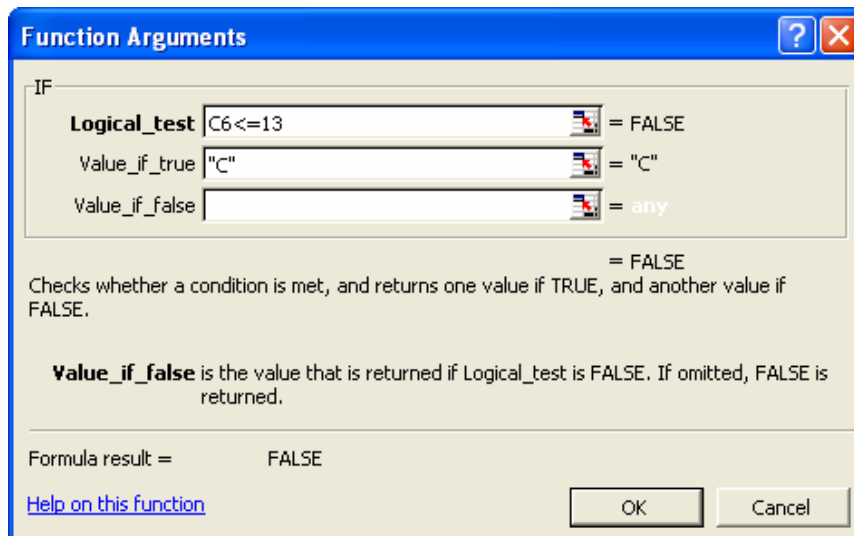 Function Arguments
IF
Logical_test C6<=13 = FALSE
Value_if_true "C" = "C"
Value_if_false = any
= FALSE
Checks whether a condition is met, and returns one value if TRUE, and another value if
FALSE.
Value_if_false is the value that is returned if Logical_test is FALSE. If omitted, FALSE is
returned.
Formula result = FALSE
Help on this function
OK Cancel